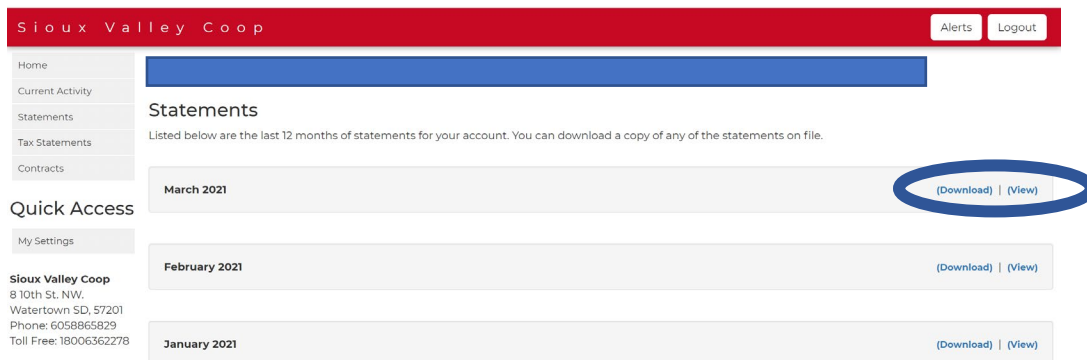 Sioux Valley Coop
Alerts
Logout
Home
Current Activity
Statements
Tax Statements
Contracts
Quick Access
My Settings
Sioux Valley Coop
8 10th St. NW.
Watertown SD, 57201
Phone: 6058865829
Toll Free: 18006362278
Statements
Listed below are the last 12 months of statements for your account. You can download a copy of any of the statements on file.
March 2021 (Download) | (View)
February 2021 (Download) | (View)
January 2021 (Download) | (View)